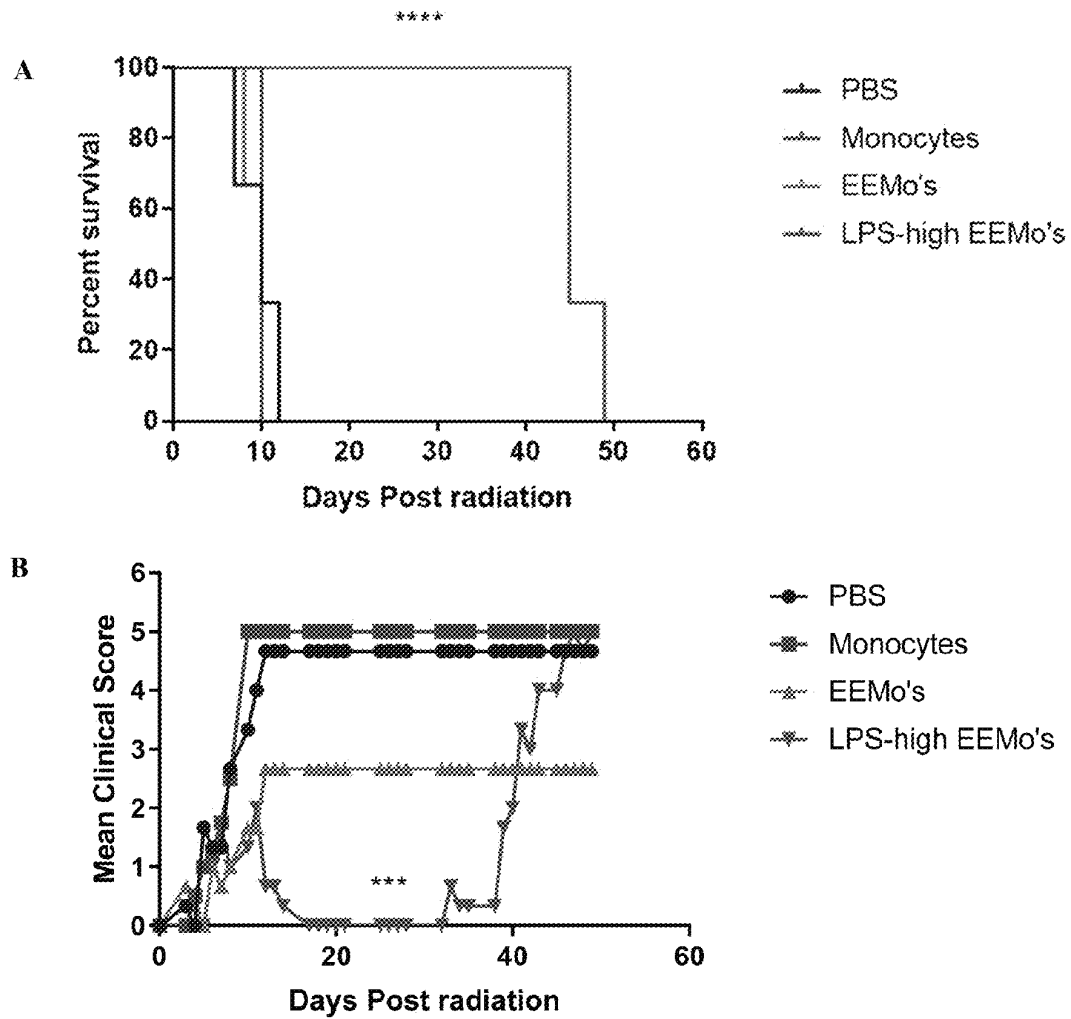 ****
A
100
80
60
40
20
0
Percent survival
0 10 20 30 40 50 60
Days Post radiation
PBS
Monocytes
EEMo's
LPS-high EEMo's
B
6
5
4
3
2
1
0
Mean Clinical Score
***
0 20 40 60
Days Post radiation
PBS
Monocytes
EEMo's
LPS-high EEMo's